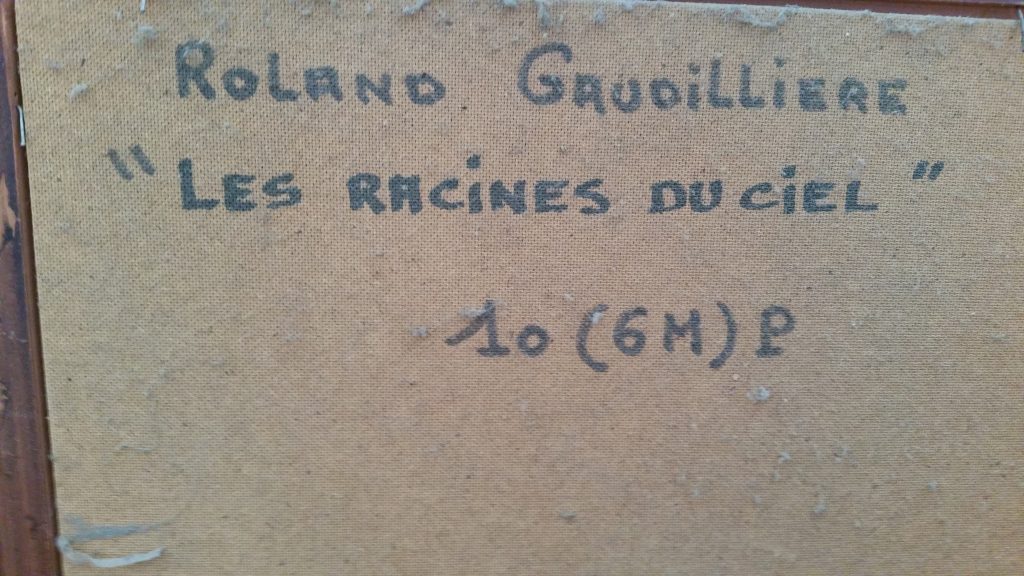 ROLAND GAUDILLIERE
" LES RACINES DU CIEL "
10 (6M) P